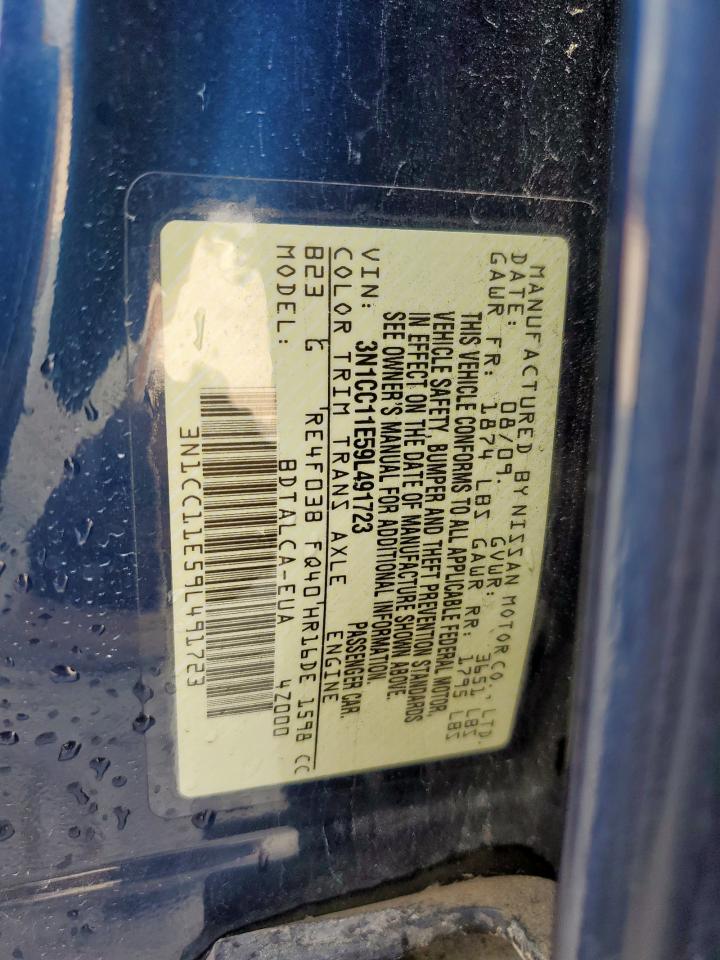 MANUFACTURED BY NISSAN MOTOR CO., LTD.
DATE: 08/09. GVWR: 3651 LBS
GAWR FR: 1874 LBS GAWR RR: 1795 LBS
THIS VEHICLE CONFORMS TO ALL APPLICABLE FEDERAL MOTOR
VEHICLE SAFETY, BUMPER AND THEFT PREVENTION STANDARDS
IN EFFECT ON THE DATE OF MANUFACTURE SHOWN ABOVE.
SEE OWNER'S MANUAL FOR ADDITIONAL INFORMATION.
VIN: 3N1CC11E59L491723 PASSENGER CAR.
COLOR TRIM TRANS AXLE ENGINE
B23 G RE4F03B FQ40 HR16DE 1598 CC
MODEL: BDTALCA-EUA 47000
3N1CC11E59L491723